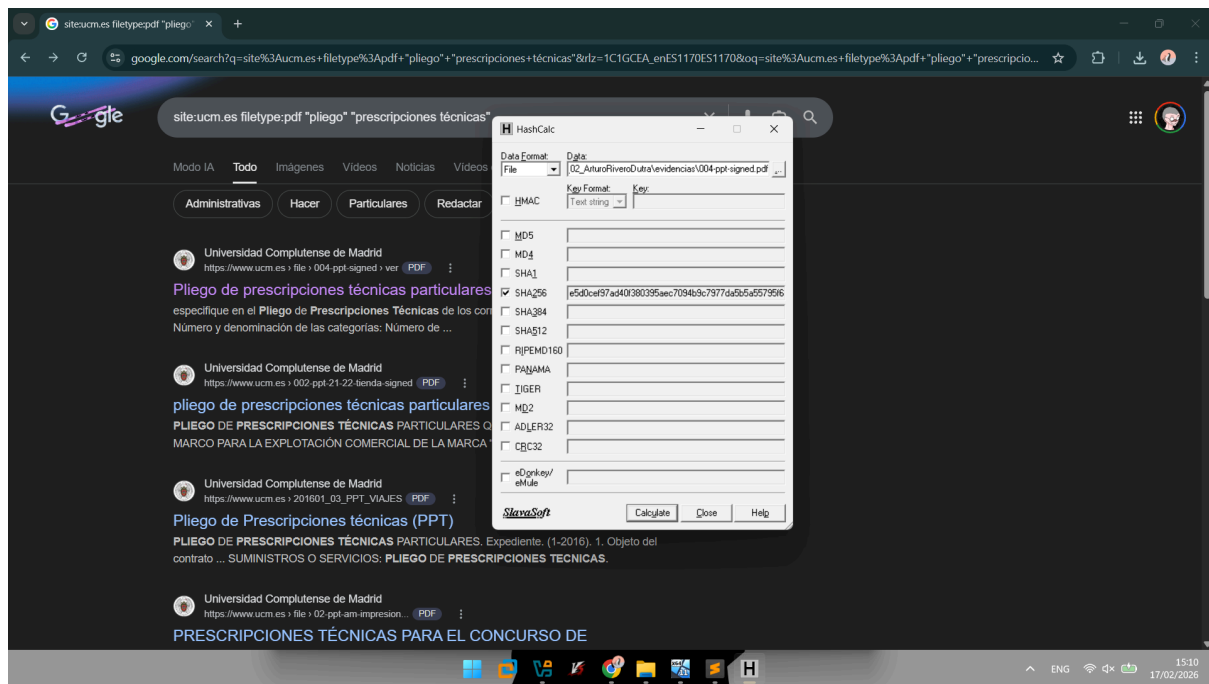 site:ucm.es filetype:pdf "pliego"
google.com/search?q=site%3Aucm.es+filetype%3Apdf+"pliego"+"prescripciones+técnicas"&rlz=1C1GCEA_enES1170ES1170&oq=site%3Aucm.es+filetype%3Apdf+"pliego"+"prescripcio...
Google
site:ucm.es filetype:pdf "pliego" "prescripciones técnicas"
Modo IA Todo Imágenes Vídeos Noticias Vídeos
Administrativas Hacer Particulares Redactar
Universidad Complutense de Madrid
https://www.ucm.es › file › 004-ppt-signed › ver PDF
Pliego de prescripciones técnicas particulares
especifique en el Pliego de Prescripciones Técnicas de los con
Número y denominación de las categorías: Número de ...
Universidad Complutense de Madrid
https://www.ucm.es › 002-ppt-21-22-tienda-signed PDF
pliego de prescripciones técnicas particulares
PLIEGO DE PRESCRIPCIONES TÉCNICAS PARTICULARES Q
MARCO PARA LA EXPLOTACIÓN COMERCIAL DE LA MARCA "
Universidad Complutense de Madrid
https://www.ucm.es › 201601_03_PPT_VIAJES PDF
Pliego de Prescripciones técnicas (PPT)
PLIEGO DE PRESCRIPCIONES TÉCNICAS PARTICULARES. Expediente. (1-2016). 1. Objeto del
contrato ... SUMINISTROS O SERVICIOS: PLIEGO DE PRESCRIPCIONES TECNICAS.
Universidad Complutense de Madrid
https://www.ucm.es › file › 02-ppt-am-impresion... PDF
PRESCRIPCIONES TÉCNICAS PARA EL CONCURSO DE
H HashCalc
Data Format: Data:
File 02_ArturoRiveroDutra\evidencias\004-ppt-signed.pdf ...
Key Format: Key:
HMAC Text string
MD5
MD4
SHA1
SHA256 e5d0cef97ad40f380395aec7094b9c7977da5b5a55795f6
SHA384
SHA512
RIPEMD160
PANAMA
TIGER
MD2
ADLER32
CRC32
eDonkey/
eMule
SlavaSoft Calculate Close Help
H
ENG
15:10
17/02/2026